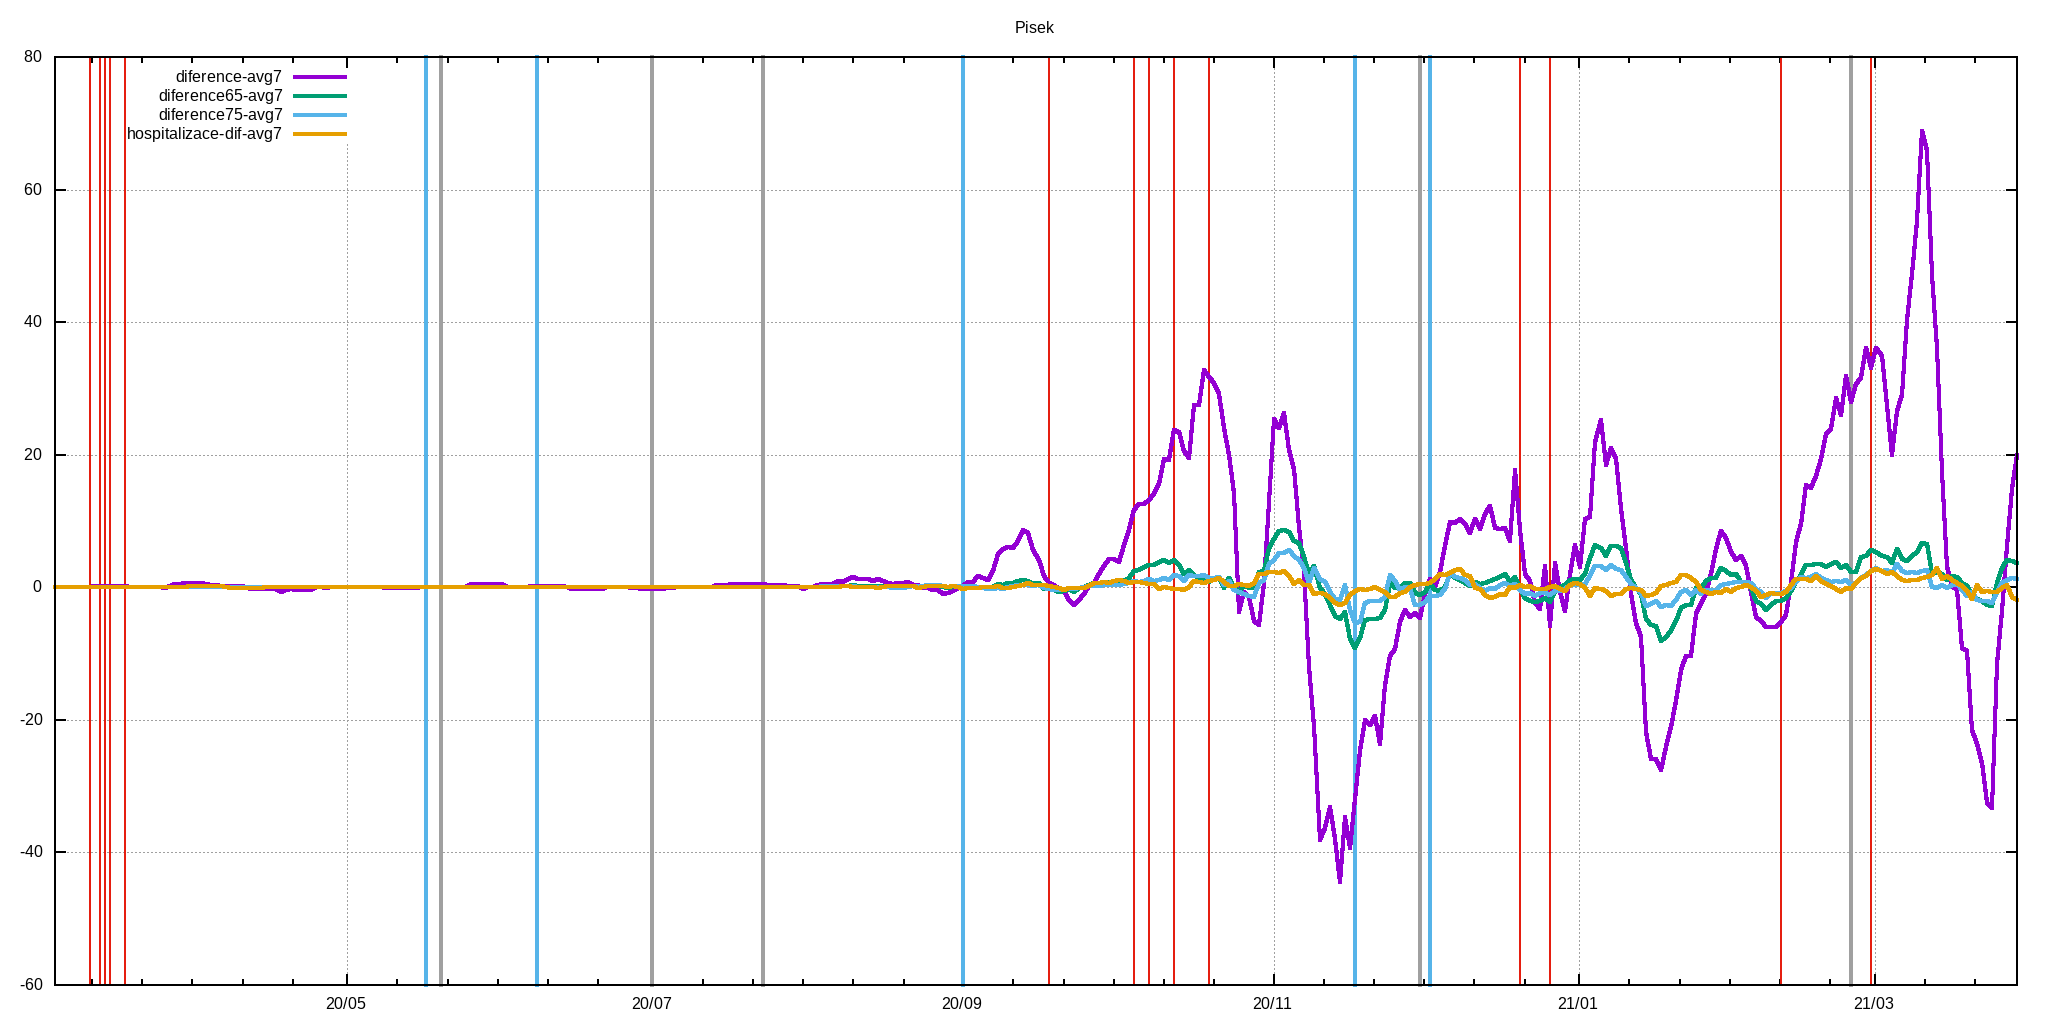 Pisek
diference-avg7
diference65-avg7
diference75-avg7
hospitalizace-dif-avg7
80
60
40
20
0
-20
-40
-60
20/05 20/07 20/09 20/11 21/01 21/03